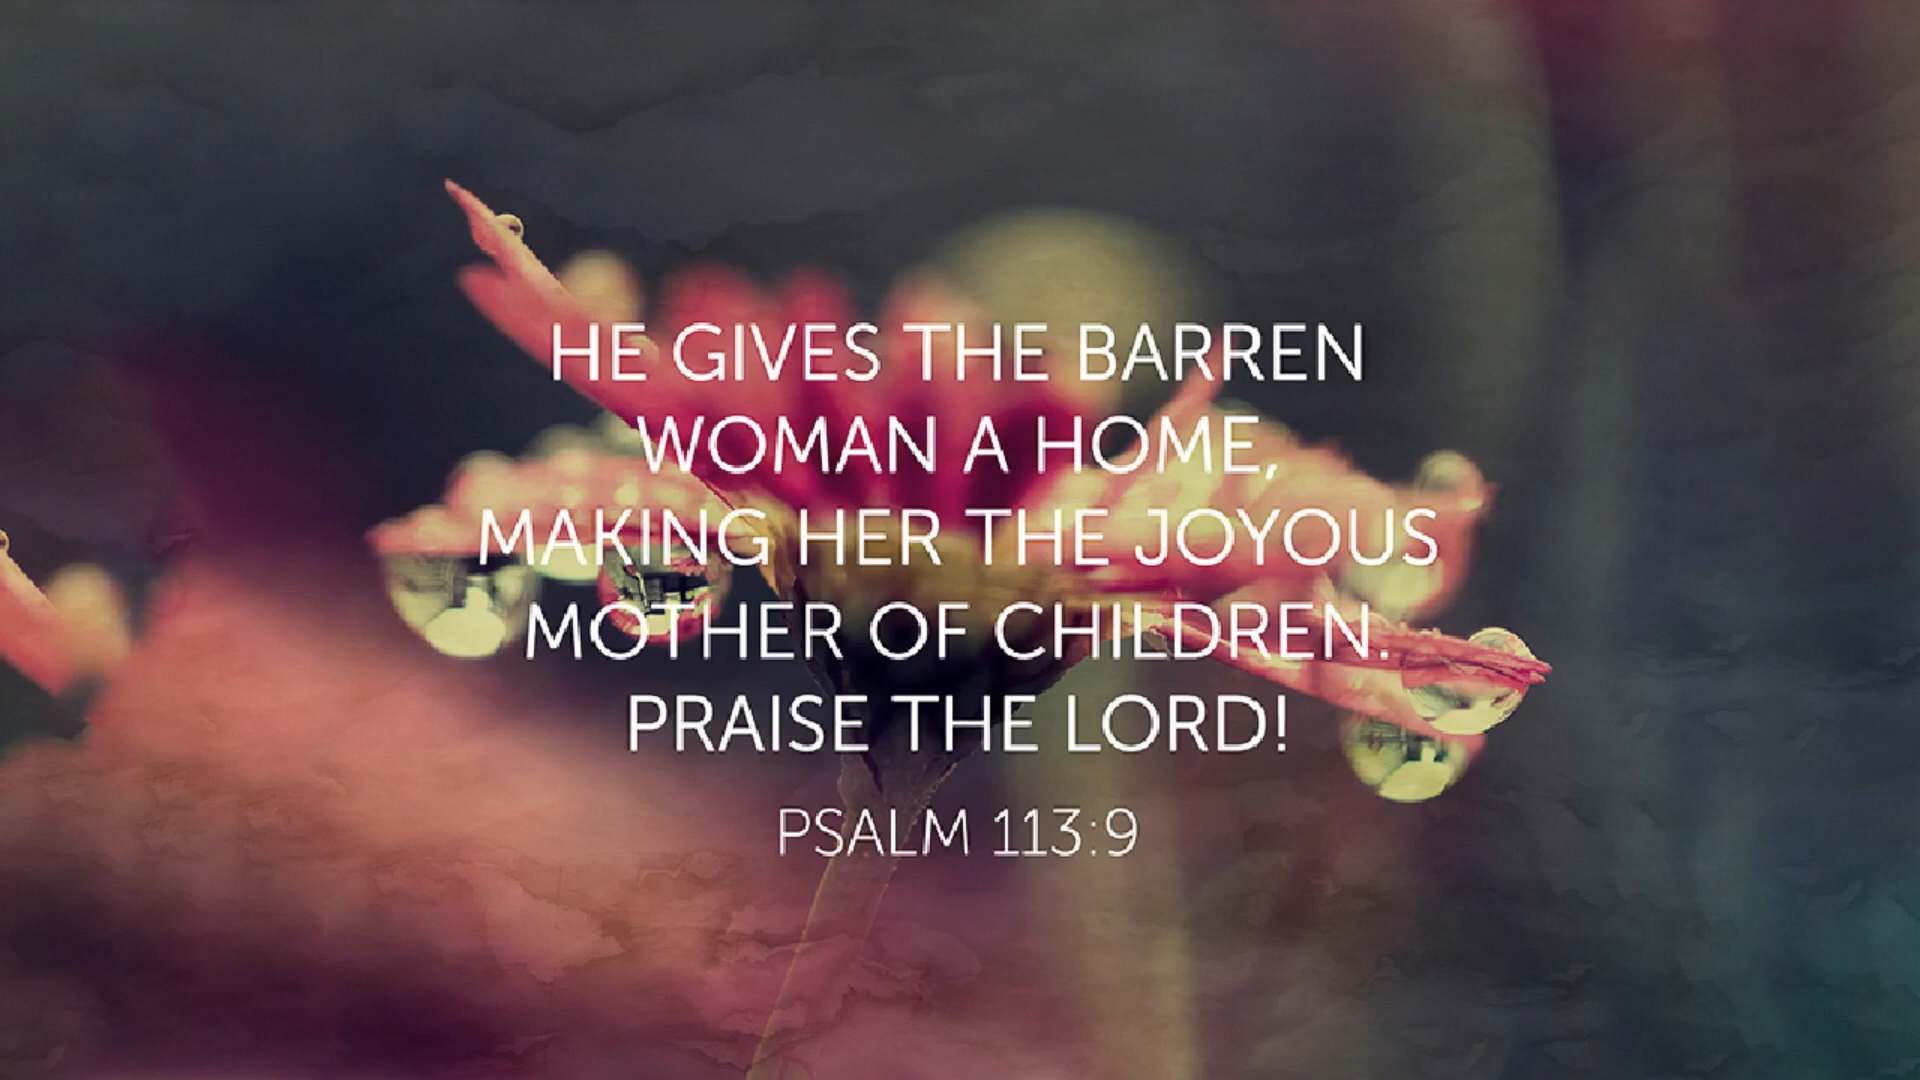 HE GIVES THE BARREN
WOMAN A HOME,
MAKING HER THE JOYOUS
MOTHER OF CHILDREN.
PRAISE THE LORD!
PSALM 113:9